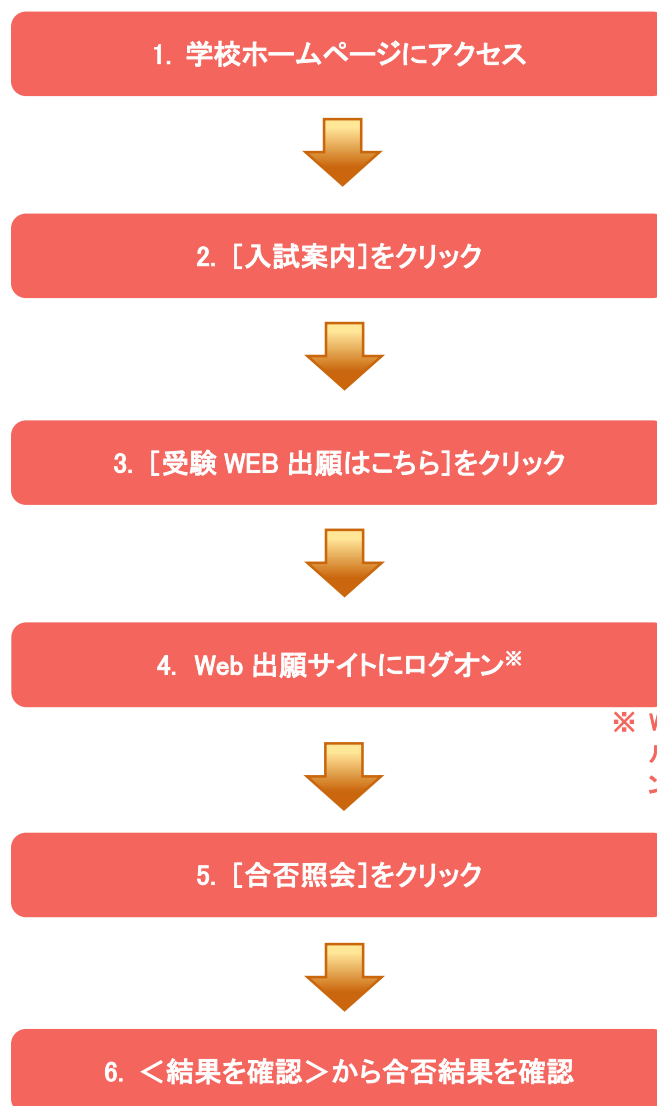 1. 学校ホームページにアクセス
2. [入試案内]をクリック
3. [受験 WEB 出願はこちら]をクリック
4. Web 出願サイトにログオン※
※
5. [合否照会]をクリック
6. ＜結果を確認＞から合否結果を確認